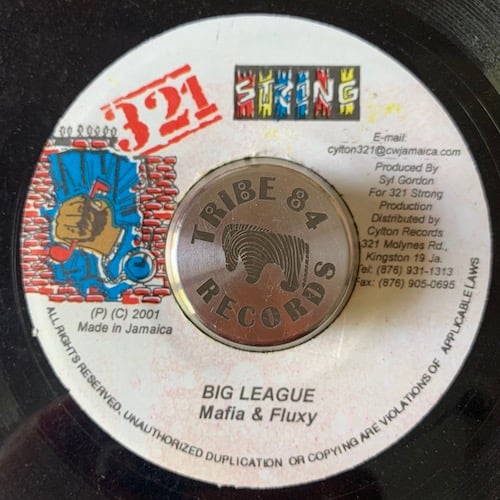 321
STRONG
E-mail:
cylton321@cwjamaica.com
Produced By
Syl Gordon
For 321 Strong
Production
Distributed by
Cylton Records
321 Molynes Rd.,
Kingston 19 Ja.
Tel: (876) 931-1313
Fax: (876) 905-0695
TRIBE 84
RECORDS
(P) (C) 2001
Made in Jamaica
BIG LEAGUE
Mafia & Fluxy
ALL RIGHTS RESERVED. UNAUTHORIZED DUPLICATION OR COPYING ARE VIOLATIONS OF APPLICABLE LAWS